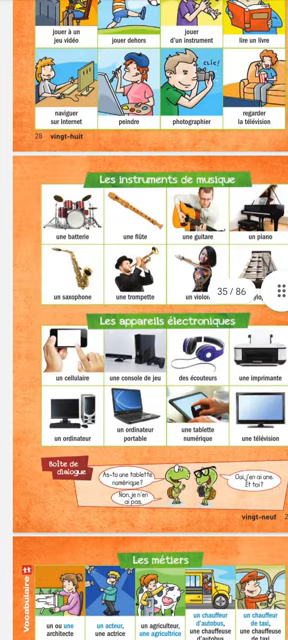 jouer à un
jeu vidéo
jouer dehors
jouer
d'un instrument
lire un livre
CLIC!
naviguer
sur Internet
peindre
photographier
regarder
la télévision
28 vingt-huit
Les instruments de musique
une batterie
une flûte
une guitare
un piano
un saxophone
une trompette
un violon
35 / 86
Les appareils électroniques
un cellulaire
une console de jeu
des écouteurs
une imprimante
un ordinateur
un ordinateur
portable
une tablette
numérique
une télévision
Boîte de
dialogue
As-tu une tablette
numérique?
Non, je n'en
ai pas.
Oui, j'en ai une.
Et toi?
vingt-neuf 2
Vocabulaire
Les métiers
un ou une
architecte
un acteur,
une actrice
un agriculteur,
une agricultrice
un chauffeur
d'autobus,
une chauffeuse
d'autobus
un chauffeur
de taxi,
une chauffeuse
de taxi